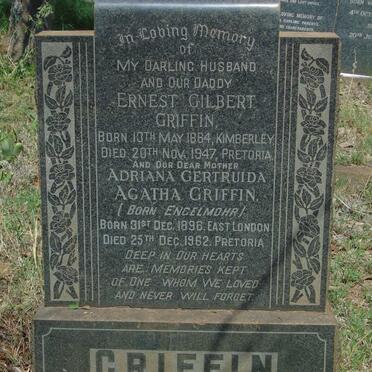 In Loving Memory
of
MY DARLING HUSBAND
AND OUR DADDY
ERNEST GILBERT
GRIFFIN.
BORN 10TH MAY 1884, KIMBERLEY
DIED 20TH NOV. 1947, PRETORIA
AND OUR DEAR MOTHER
ADRIANA GERTRUIDA
AGATHA GRIFFIN.
(BORN ENGELMOHR)
BORN 31ST DEC. 1896, EAST LONDON
DIED 25TH DEC. 1962, PRETORIA
DEEP IN OUR HEARTS
ARE MEMORIES KEPT
OF ONE WHOM WE LOVED
AND NEVER WILL FORGET.
GRIFFIN